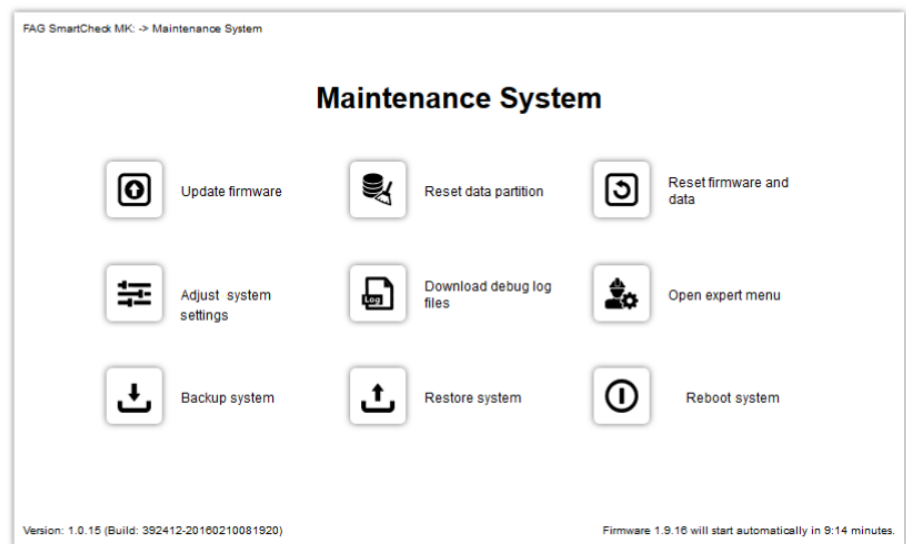 FAG SmartCheck MK: -> Maintenance System
Maintenance System
Update firmware
Reset data partition
Reset firmware and
data
Adjust system
settings
Log
Download debug log
files
Open expert menu
Backup system
Restore system
Reboot system
Version: 1.0.15 (Build: 392412-20160210081920)
Firmware 1.9.16 will start automatically in 9:14 minutes.